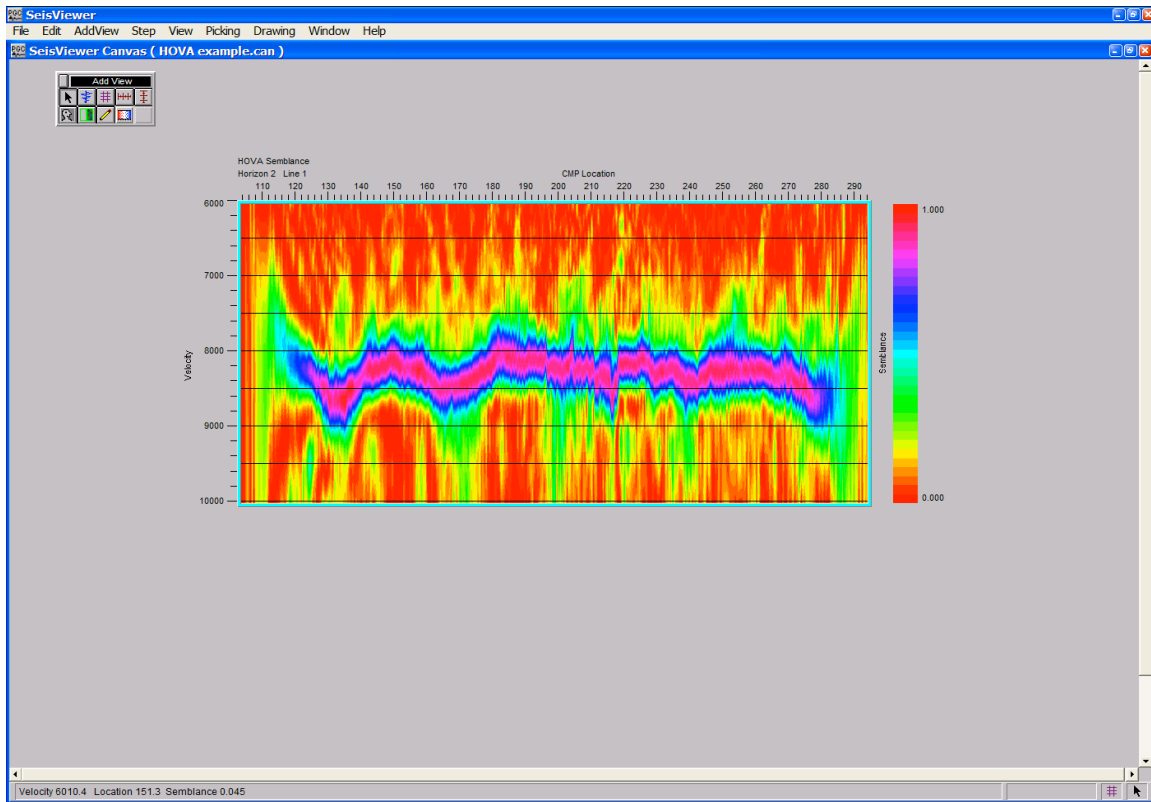 SeisViewer
File Edit AddView Step View Picking Drawing Window Help
SeisViewer Canvas ( HOVA example.can )
Add View
HOVA Semblance
Horizon 2 Line 1
CMP Location
110 120 130 140 150 160 170 180 190 200 210 220 230 240 250 260 270 280 290
6000
7000
8000
9000
10000
Velocity
1.000
Semblance
0.000
Velocity 6010.4 Location 151.3 Semblance 0.045